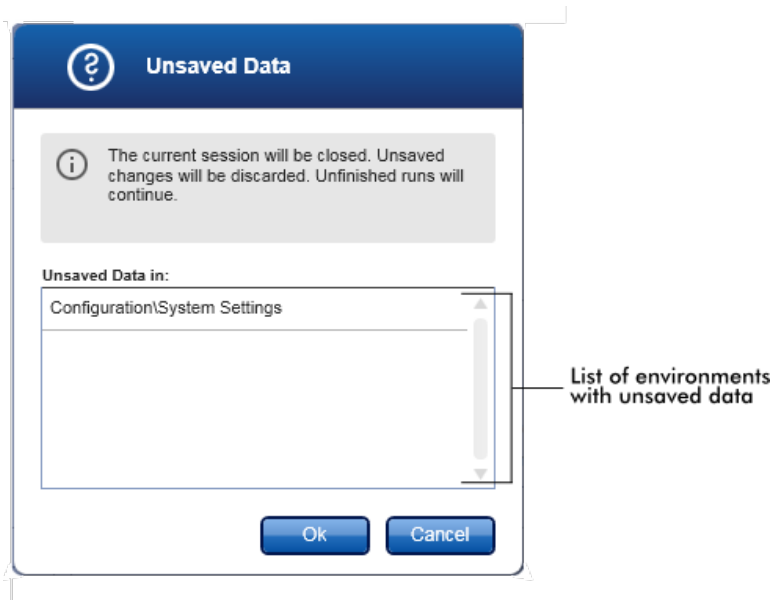 Unsaved Data
The current session will be closed. Unsaved
changes will be discarded. Unfinished runs will
continue.
Unsaved Data in:
Configuration\System Settings
List of environments
with unsaved data
Ok
Cancel